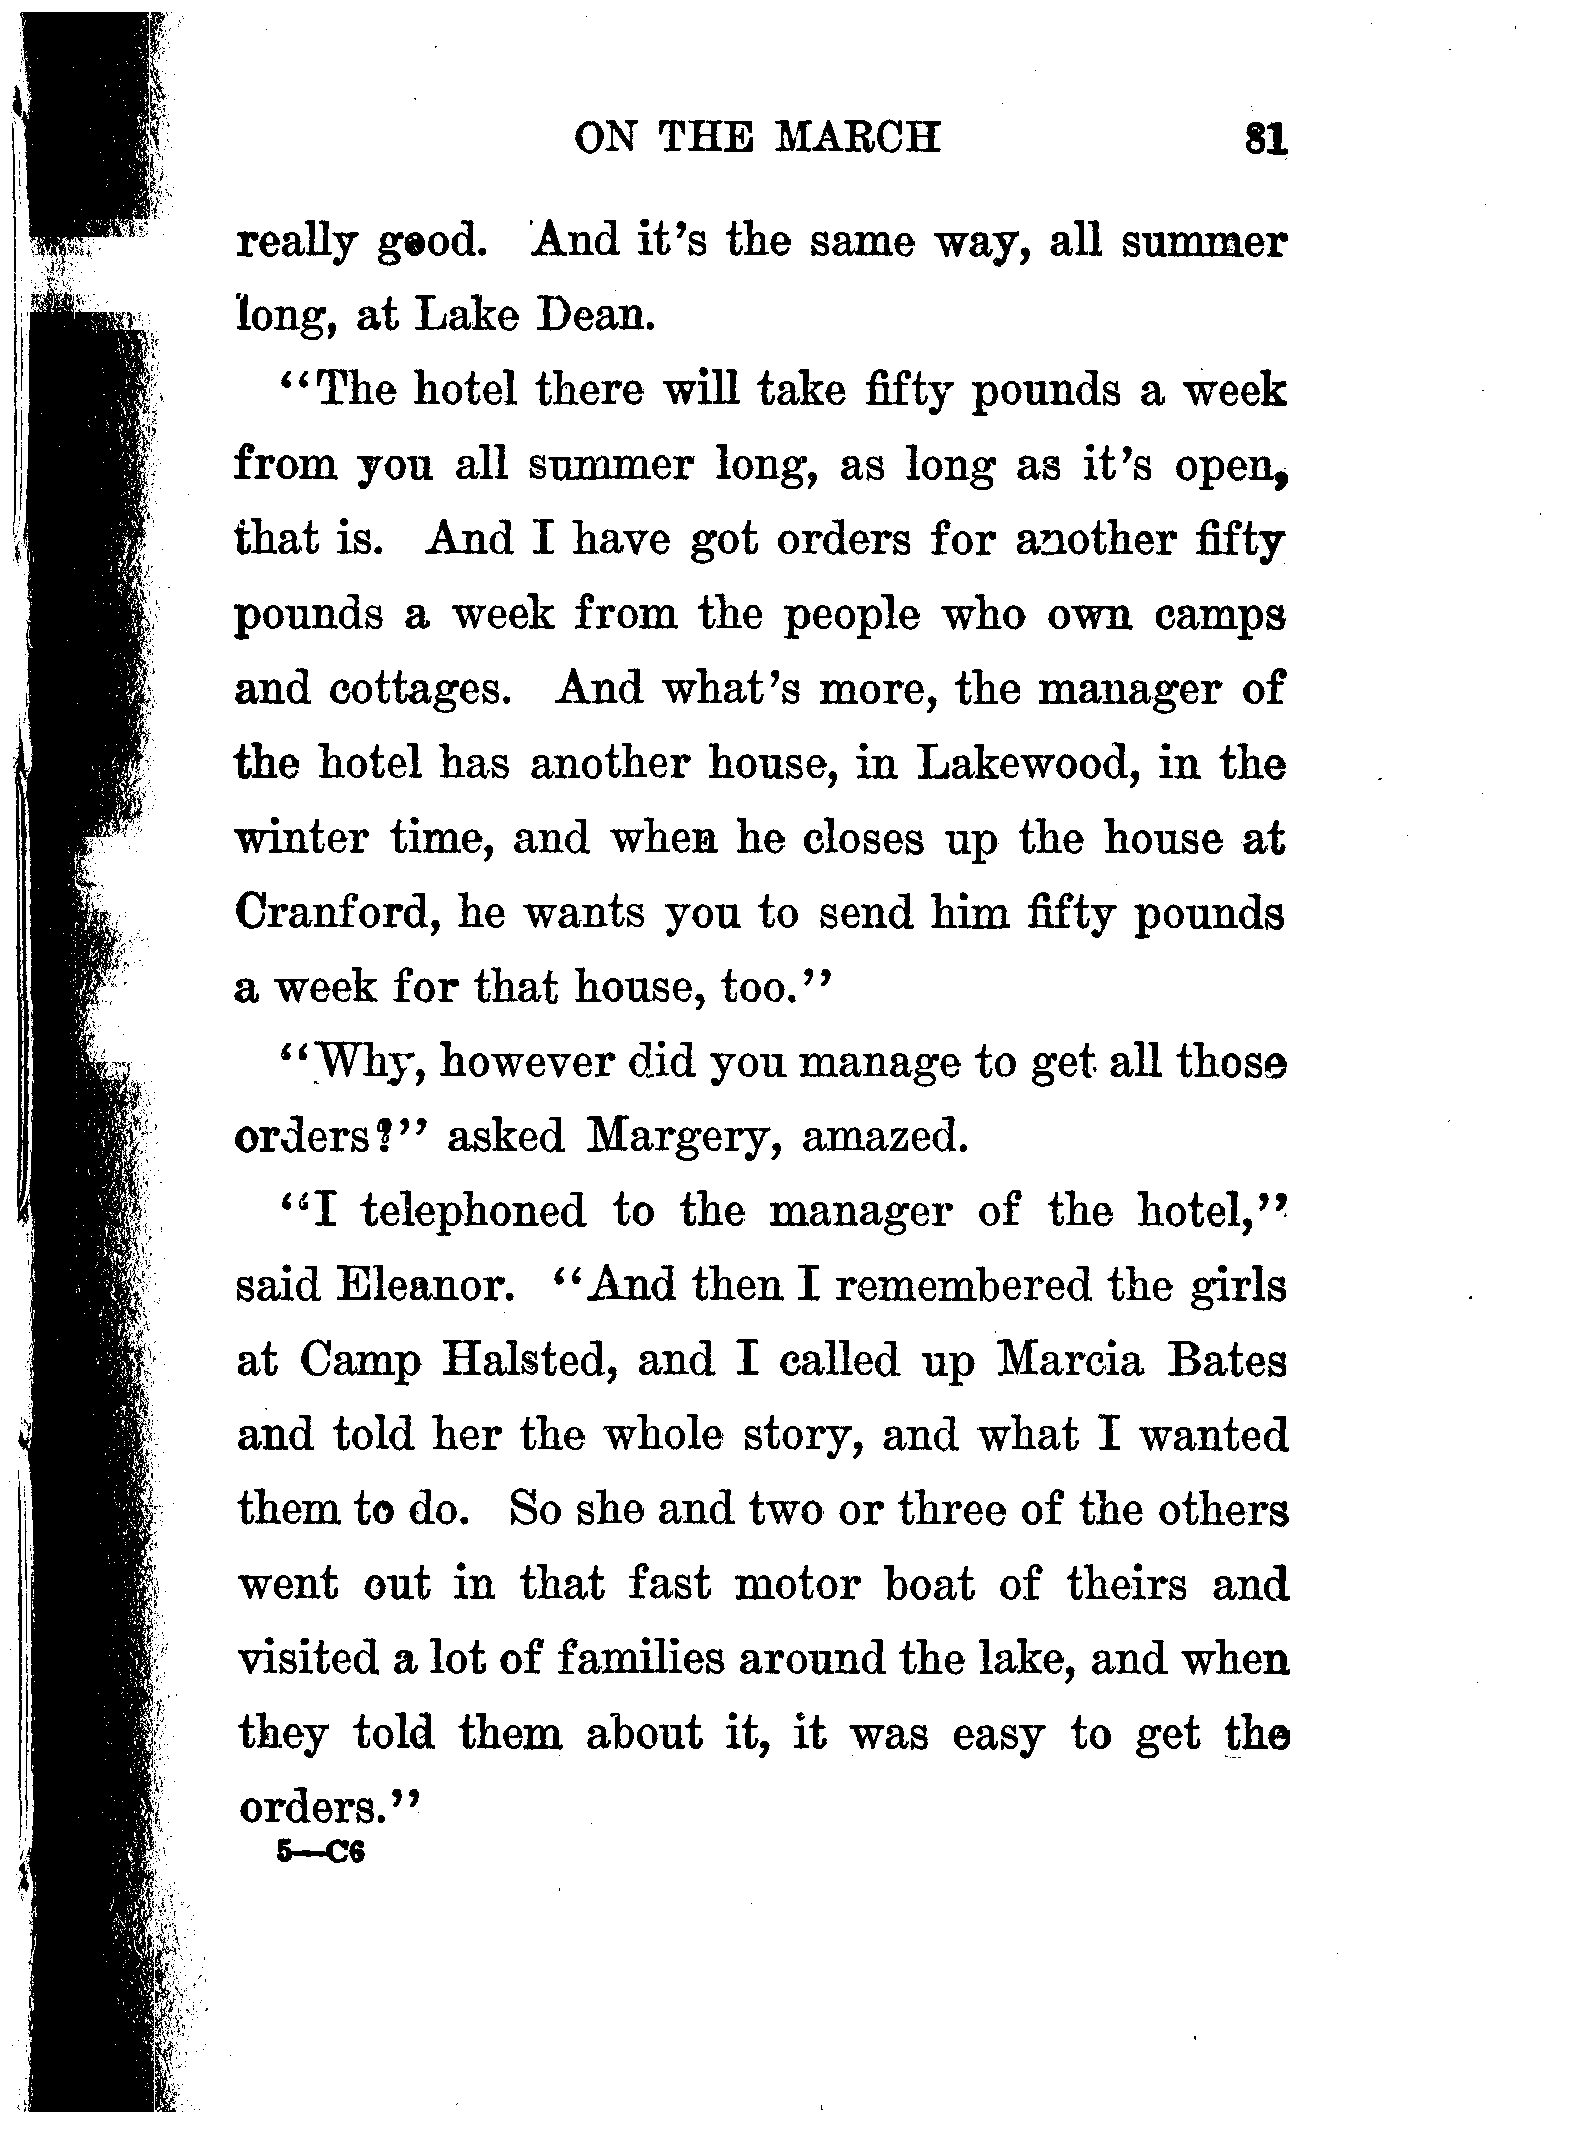 ON THE MARCH 81
really good. And it's the same way, all summer
long, at Lake Dean.
"The hotel there will take fifty pounds a week
from you all summer long, as long as it's open,
that is. And I have got orders for another fifty
pounds a week from the people who own camps
and cottages. And what's more, the manager of
the hotel has another house, in Lakewood, in the
winter time, and when he closes up the house at
Cranford, he wants you to send him fifty pounds
a week for that house, too."
"Why, however did you manage to get all those
orders?" asked Margery, amazed.
"I telephoned to the manager of the hotel,"
said Eleanor. "And then I remembered the girls
at Camp Halsted, and I called up Marcia Bates
and told her the whole story, and what I wanted
them to do. So she and two or three of the others
went out in that fast motor boat of theirs and
visited a lot of families around the lake, and when
they told them about it, it was easy to get the
orders."
5—C6